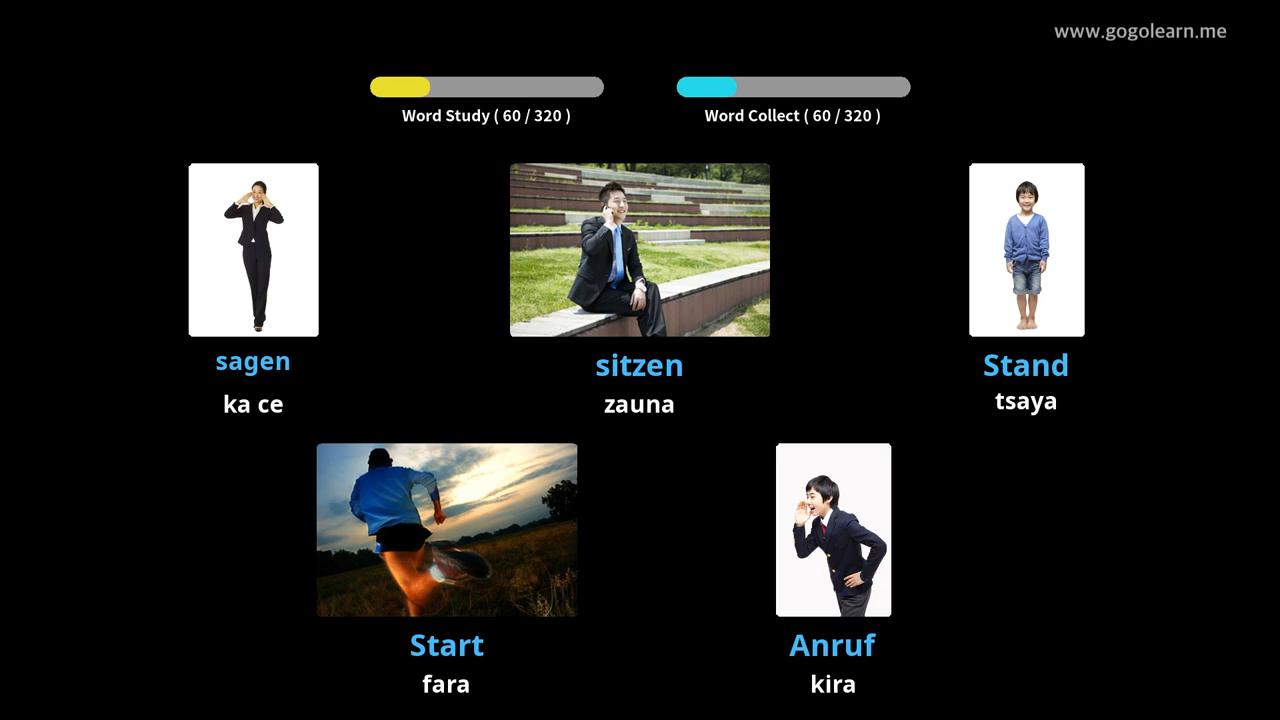 www.gogolearn.me
Word Study ( 60 / 320 )
Word Collect ( 60 / 320 )
sagen
ka ce
sitzen
zauna
Stand
tsaya
Start
fara
Anruf
kira